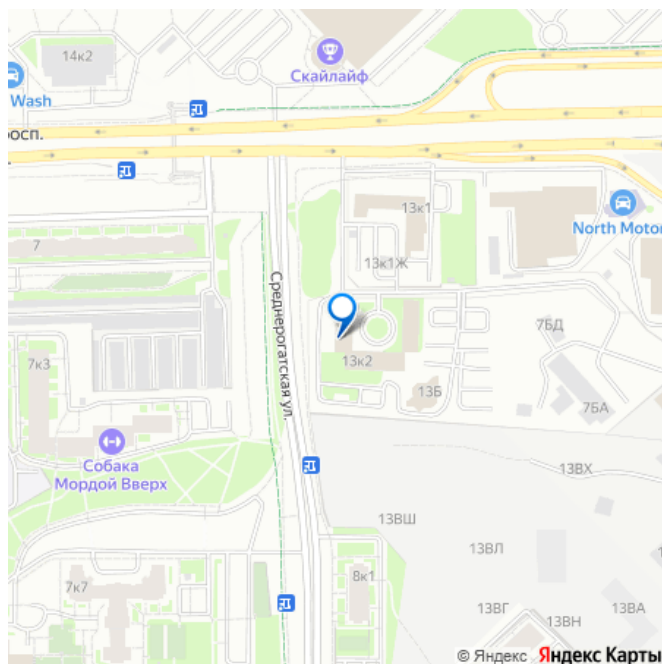 14к2
Скайлайф
Wash
росп.
13к1
North Motor
7
13к1Ж
Среднерогатская ул.
7БД
7к3
13к2
13Б
7БА
Собака
Мордой Вверх
13ВХ
13ВШ
13ВЛ
7к7
8к1
13ВГ
13ВН
13ВА
© Яндекс Яндекс Карты